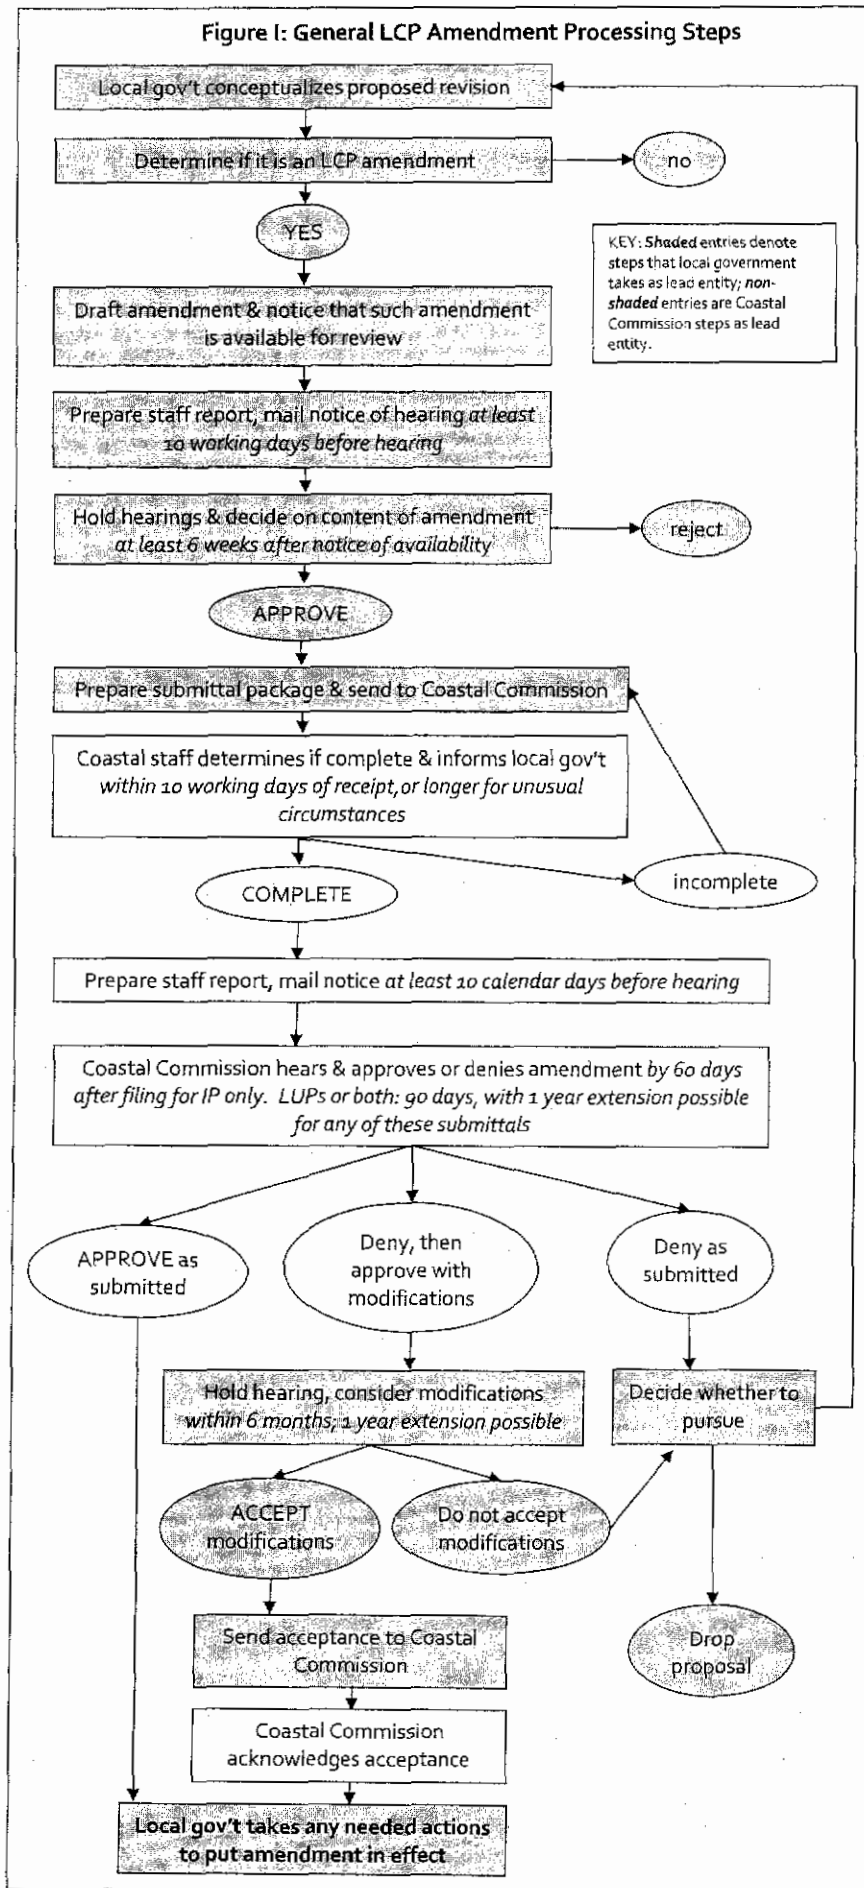 Figure I: General LCP Amendment Processing Steps
Local gov't conceptualizes proposed revision
Determine if it is an LCP amendment
no
YES
KEY: Shaded entries denote
steps that local government
takes as lead entity; non-
shaded entries are Coastal
Commission steps as lead
entity.
Draft amendment & notice that such amendment
is available for review
Prepare staff report, mail notice of hearing at least
10 working days before hearing
Hold hearings & decide on content of amendment
at least 6 weeks after notice of availability
reject
APPROVE
Prepare submittal package & send to Coastal Commission
Coastal staff determines if complete & informs local gov't
within 10 working days of receipt, or longer for unusual
circumstances
COMPLETE
incomplete
Prepare staff report, mail notice at least 10 calendar days before hearing
Coastal Commission hears & approves or denies amendment by 60 days
after filing for IP only. LUPs or both: 90 days, with 1 year extension possible
for any of these submittals
APPROVE as
submitted
Deny, then
approve with
modifications
Deny as
submitted
Hold hearing, consider modifications
within 6 months; 1 year extension possible
Decide whether to
pursue
ACCEPT
modifications
Do not accept
modifications
Send acceptance to Coastal
Commission
Drop
proposal
Coastal Commission
acknowledges acceptance
Local gov't takes any needed actions
to put amendment in effect